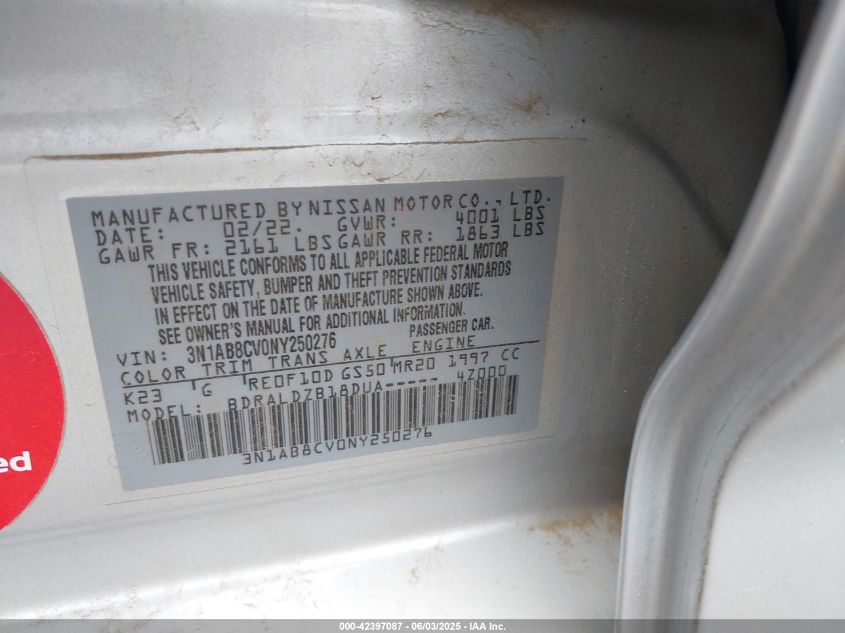 MANUFACTURED BY NISSAN MOTOR CO., LTD.
DATE: 02/22. GVWR: 4001 LBS
GAWR FR: 2161 LBS GAWR RR: 1863 LBS
THIS VEHICLE CONFORMS TO ALL APPLICABLE FEDERAL MOTOR
VEHICLE SAFETY, BUMPER AND THEFT PREVENTION STANDARDS
IN EFFECT ON THE DATE OF MANUFACTURE SHOWN ABOVE.
SEE OWNER'S MANUAL FOR ADDITIONAL INFORMATION.
VIN: 3N1AB8CV0NY250276 PASSENGER CAR.
COLOR TRIM TRANS AXLE ENGINE
K23 G RE0F10D GS50 MR20 1997 CC
MODEL: BDRALDZB18DUA----- 4Z000
3N1AB8CV0NY250276
ed
000-42397087 - 06/03/2025 - IAA Inc.